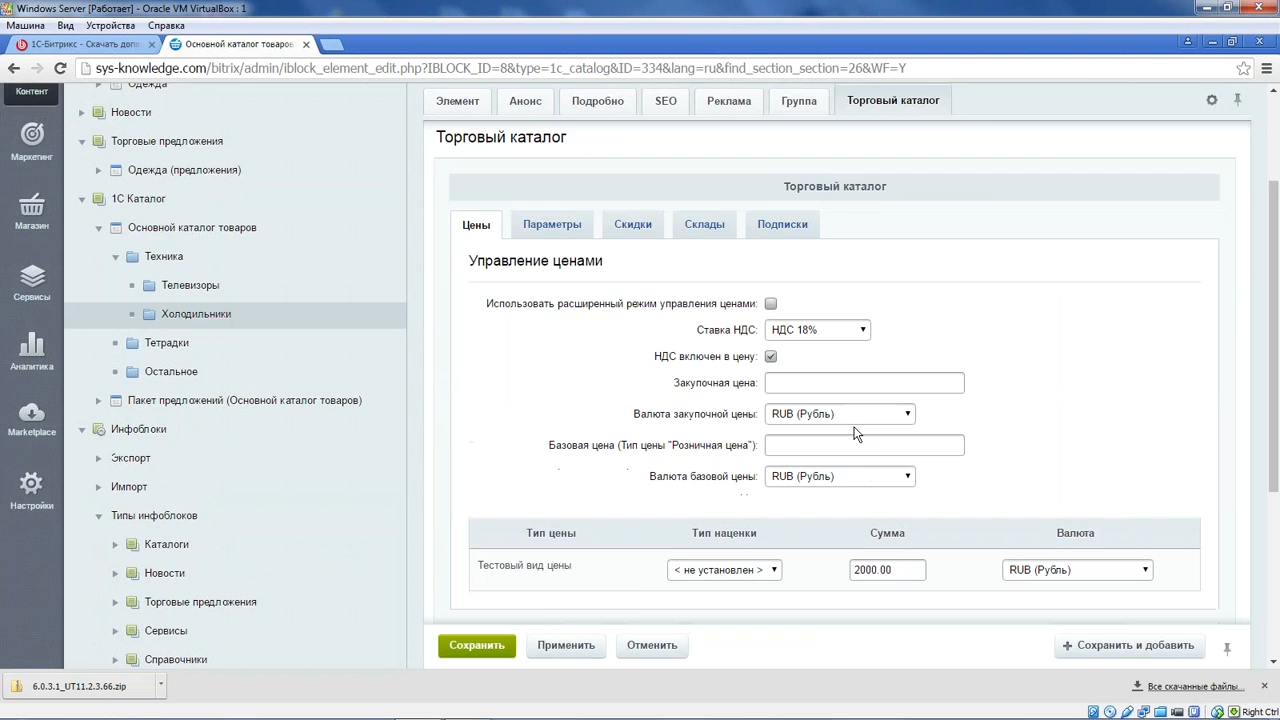 Windows Server [Работает] - Oracle VM VirtualBox : 1
Машина Вид Устройства Справка
1С-Битрикс - Скачать допо
Основной каталог товаров
sys-knowledge.com/bitrix/admin/iblock_element_edit.php?IBLOCK_ID=8&type=1c_catalog&ID=334&lang=ru&find_section_section=26&WF=Y
Контент
Маркетинг
Магазин
Сервисы
Аналитика
Marketplace
Настройки
Одежда
Новости
Торговые предложения
Одежда (предложения)
1С Каталог
Основной каталог товаров
Техника
Телевизоры
Холодильники
Тетрадки
Остальное
Пакет предложений (Основной каталог товаров)
Инфоблоки
Экспорт
Импорт
Типы инфоблоков
Каталоги
Новости
Торговые предложения
Сервисы
Справочники
Элемент Анонс Подробно SEO Реклама Группа Торговый каталог
Торговый каталог
Торговый каталог
Цены Параметры Скидки Склады Подписки
Управление ценами
Использовать расширенный режим управления ценами:
Ставка НДС: НДС 18%
НДС включен в цену:
Закупочная цена:
Валюта закупочной цены: RUB (Рубль)
Базовая цена (Тип цены "Розничная цена"):
Валюта базовой цены: RUB (Рубль)
Тип цены Тип наценки Сумма Валюта
Тестовый вид цены < не установлен > 2000.00 RUB (Рубль)
Сохранить Применить Отменить + Сохранить и добавить
6.0.3.1_UT11.2.3.66.zip
Все скачанные файлы...
Right Ctrl